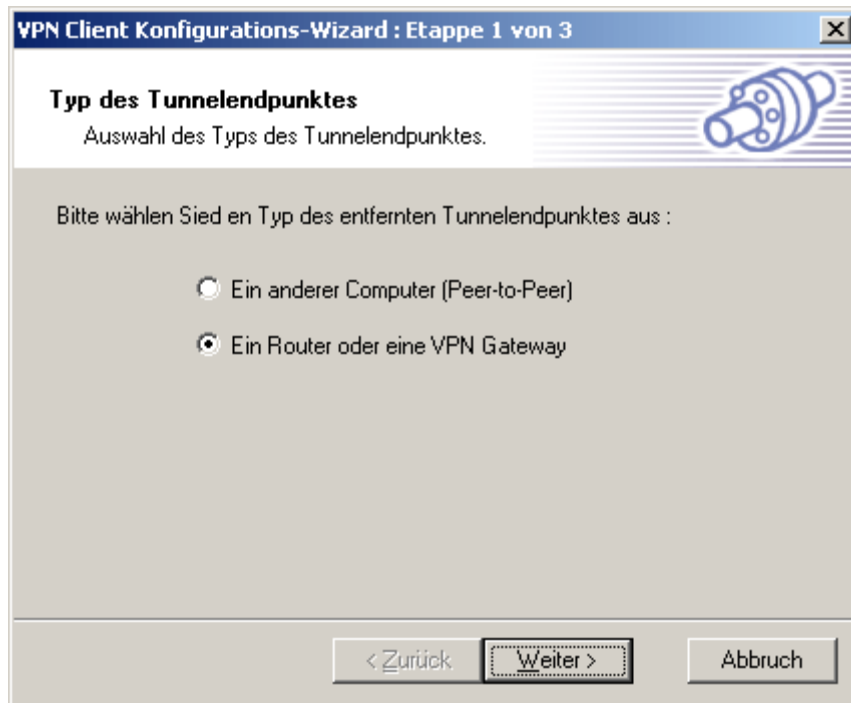 VPN Client Konfigurations-Wizard : Etappe 1 von 3
Typ des Tunnelendpunktes
Auswahl des Typs des Tunnelendpunktes.
Bitte wählen Sied en Typ des entfernten Tunnelendpunktes aus :
Ein anderer Computer (Peer-to-Peer)
Ein Router oder eine VPN Gateway
< Zurück
Weiter >
Abbruch